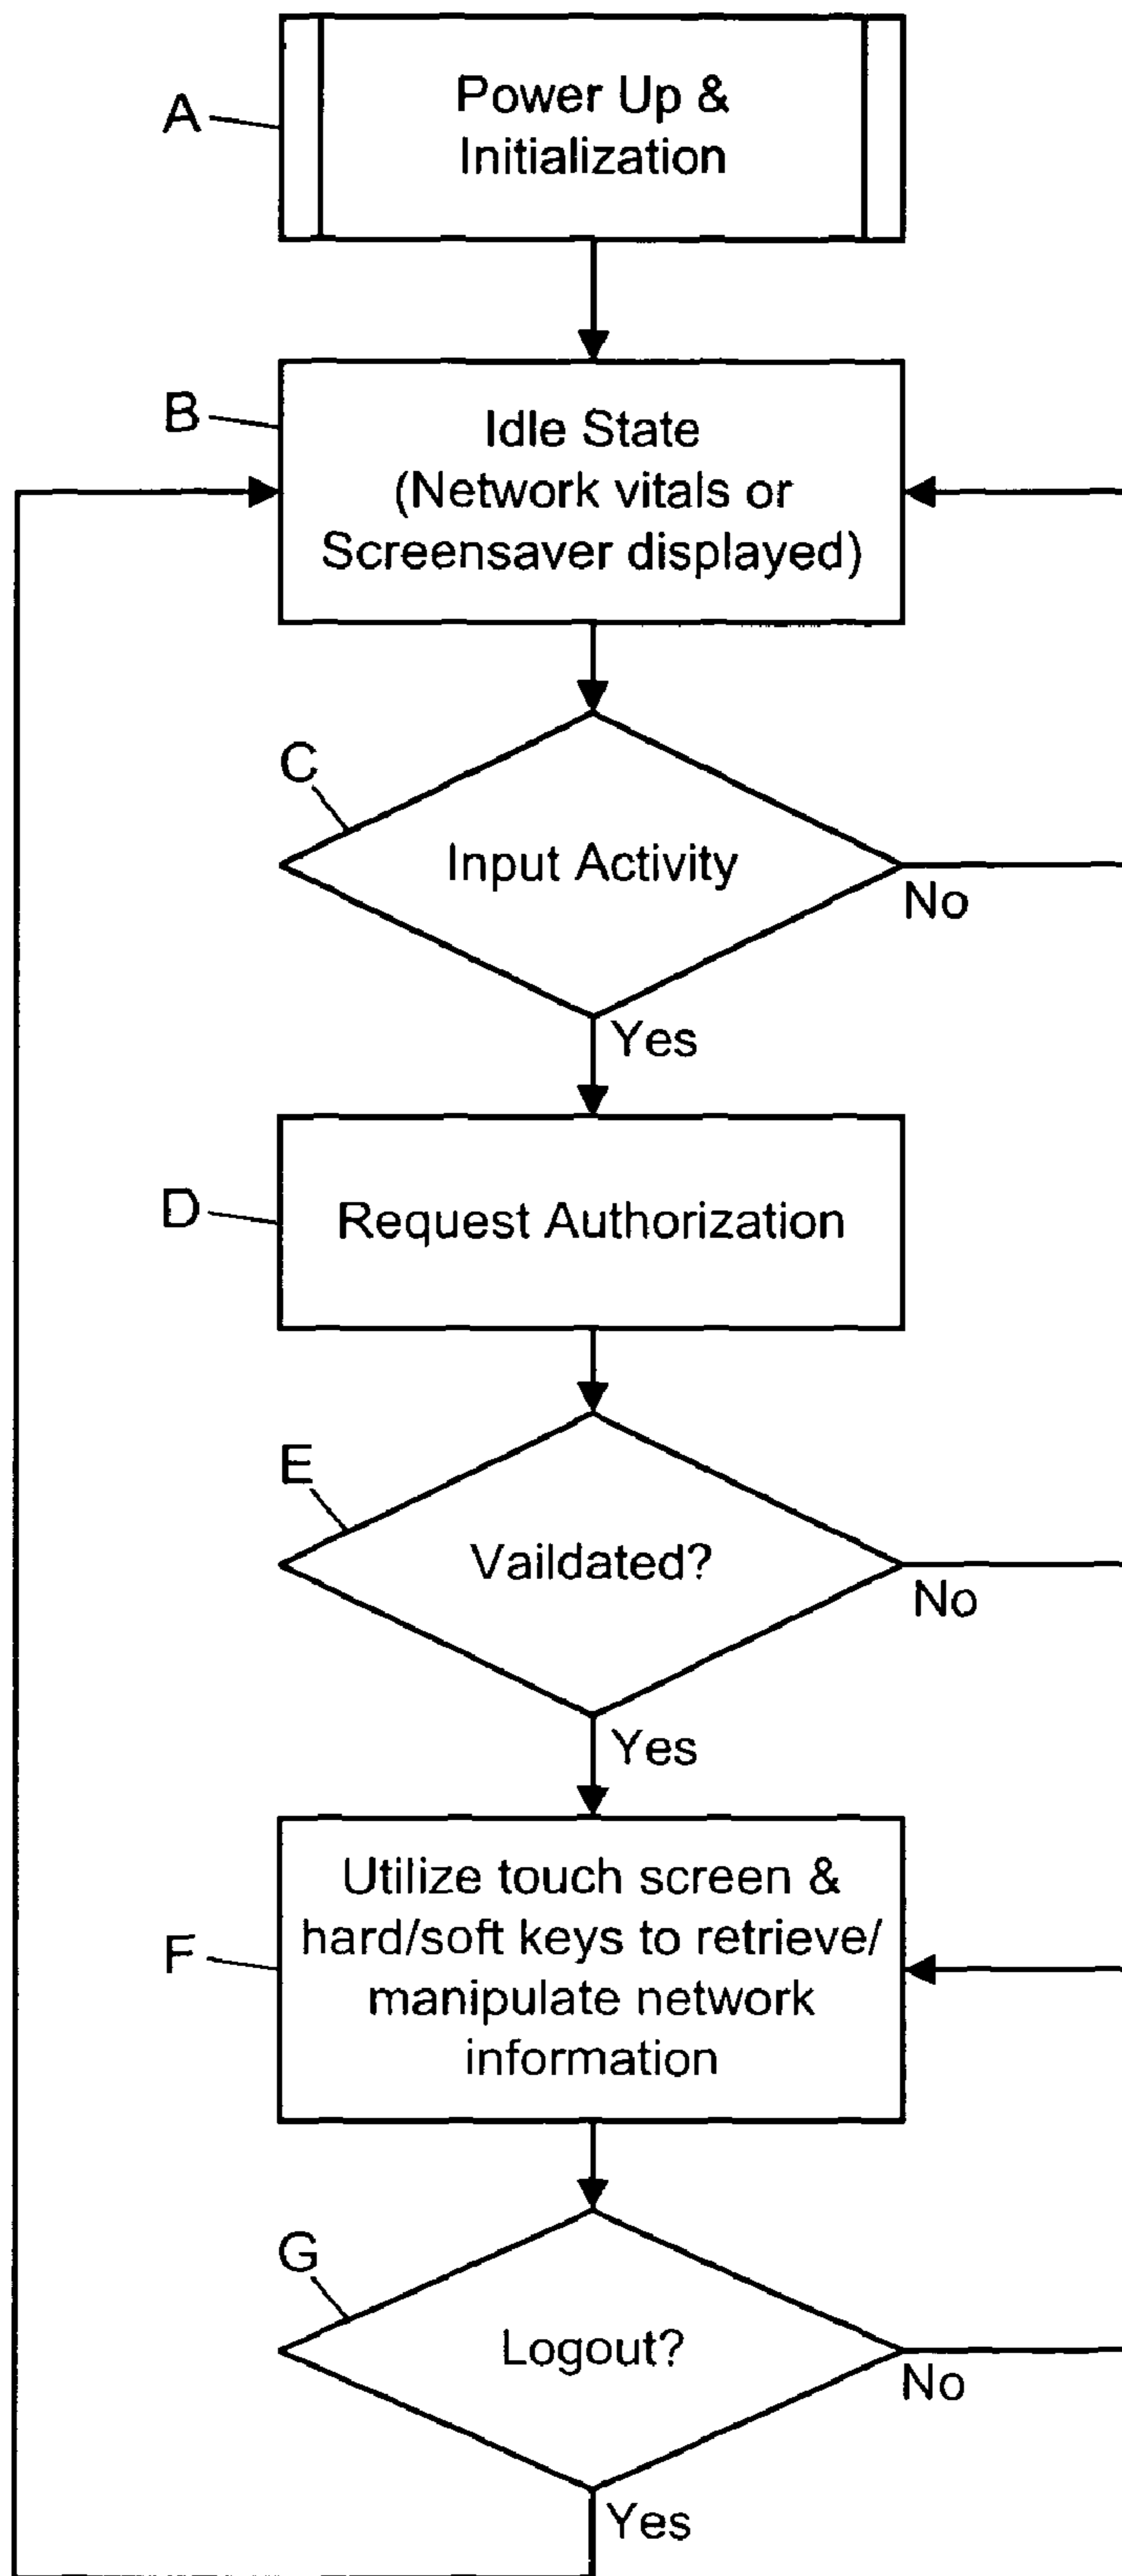 A
Power Up &
Initialization
B
Idle State
(Network vitals or
Screensaver displayed)
C
Input Activity
No
Yes
D
Request Authorization
E
Vaildated?
No
Yes
F
Utilize touch screen &
hard/soft keys to retrieve/
manipulate network
information
G
Logout?
No
Yes